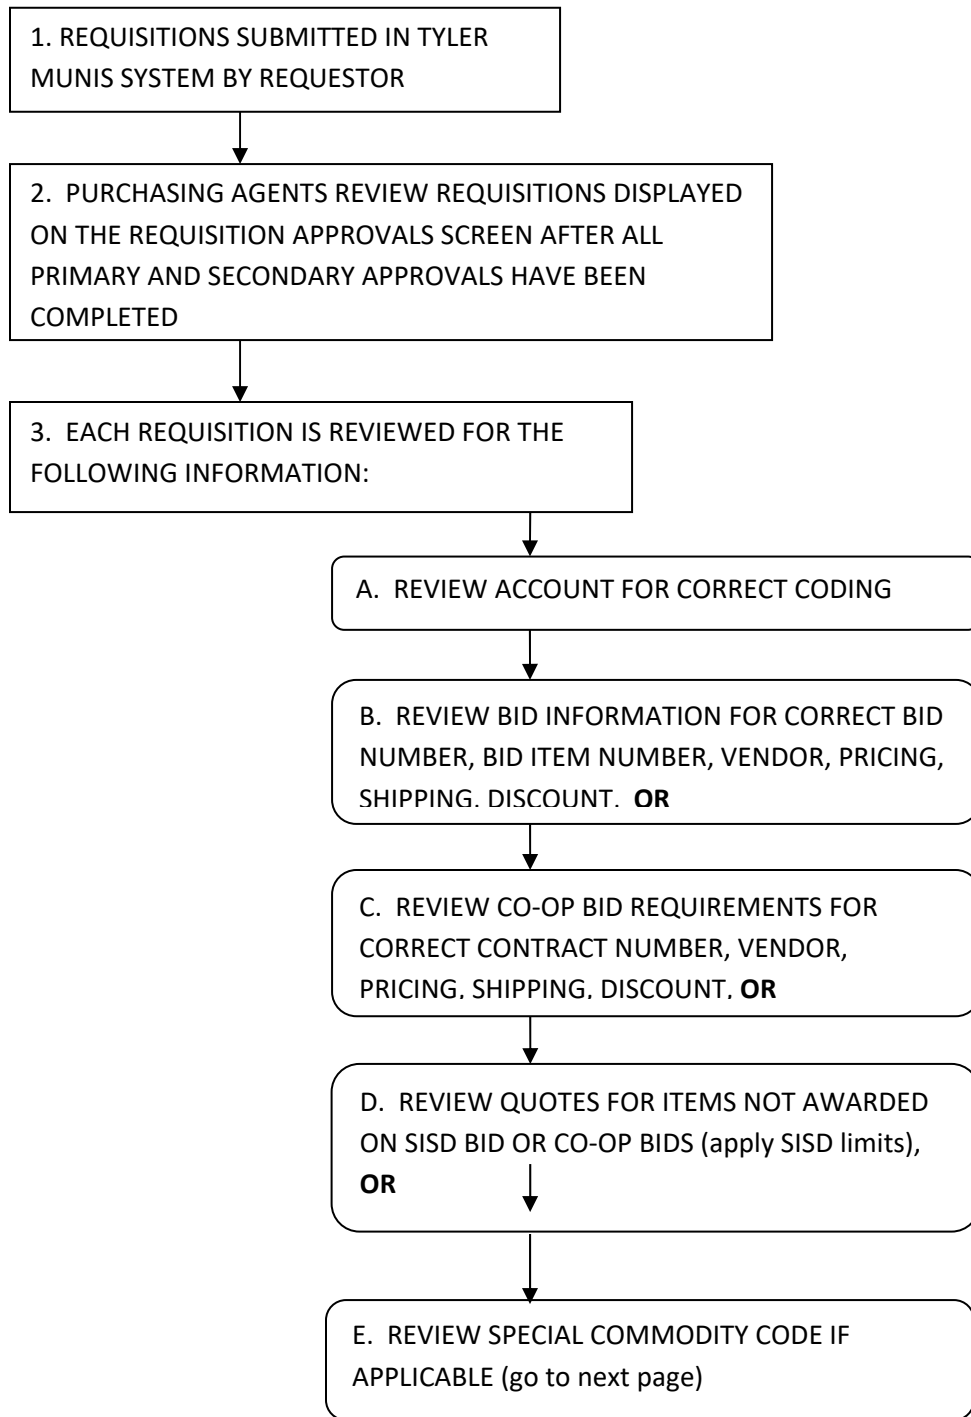 1. REQUISITIONS SUBMITTED IN TYLER
MUNIS SYSTEM BY REQUESTOR
2. PURCHASING AGENTS REVIEW REQUISITIONS DISPLAYED
ON THE REQUISITION APPROVALS SCREEN AFTER ALL
PRIMARY AND SECONDARY APPROVALS HAVE BEEN
COMPLETED
3. EACH REQUISITION IS REVIEWED FOR THE
FOLLOWING INFORMATION:
A. REVIEW ACCOUNT FOR CORRECT CODING
B. REVIEW BID INFORMATION FOR CORRECT BID
NUMBER, BID ITEM NUMBER, VENDOR, PRICING,
SHIPPING, DISCOUNT, OR
C. REVIEW CO-OP BID REQUIREMENTS FOR
CORRECT CONTRACT NUMBER, VENDOR,
PRICING, SHIPPING, DISCOUNT, OR
D. REVIEW QUOTES FOR ITEMS NOT AWARDED
ON SISD BID OR CO-OP BIDS (apply SISD limits),
OR
E. REVIEW SPECIAL COMMODITY CODE IF
APPLICABLE (go to next page)